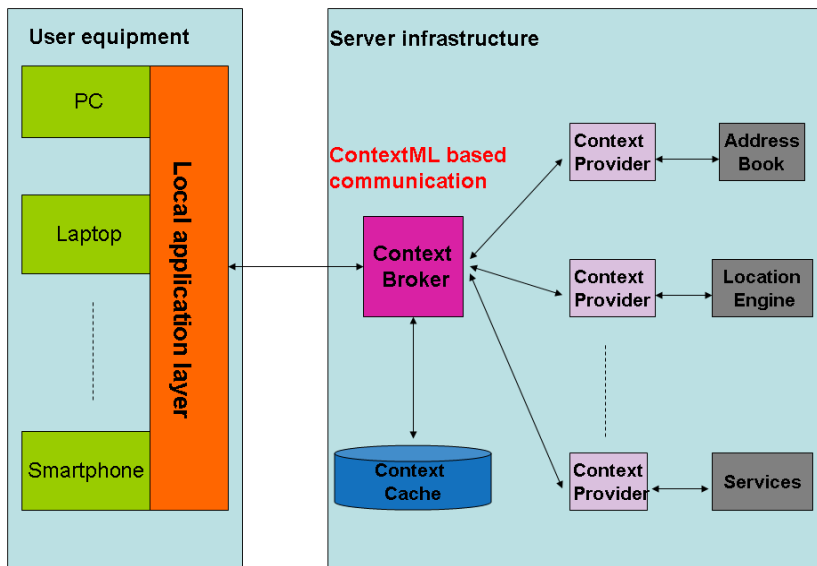 User equipment
PC
Laptop
Smartphone
Local application layer
Server infrastructure
ContextML based
communication
Context
Broker
Context
Cache
Context
Provider
Address
Book
Context
Provider
Location
Engine
Context
Provider
Services